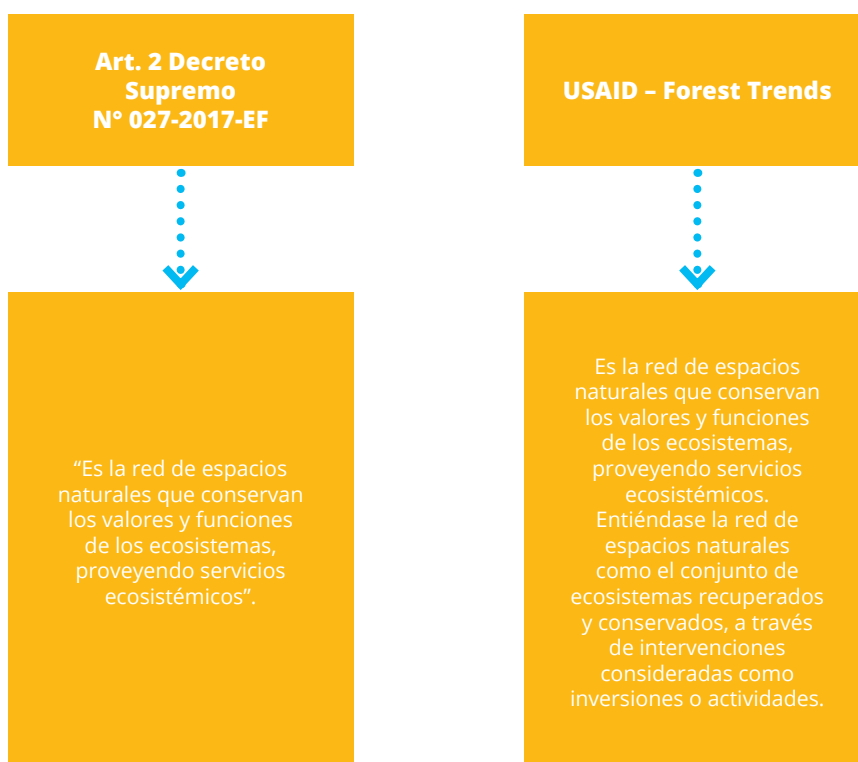 Art. 2 Decreto
Supremo
N° 027-2017-EF
USAID – Forest Trends
“Es la red de espacios
naturales que conservan
los valores y funciones
de los ecosistemas,
proveyendo servicios
ecosistémicos”.
Es la red de espacios
naturales que conservan
los valores y funciones
de los ecosistemas,
proveyendo servicios
ecosistémicos.
Entiéndase la red de
espacios naturales
como el conjunto de
ecosistemas recuperados
y conservados, a través
de intervenciones
consideradas como
inversiones o actividades.